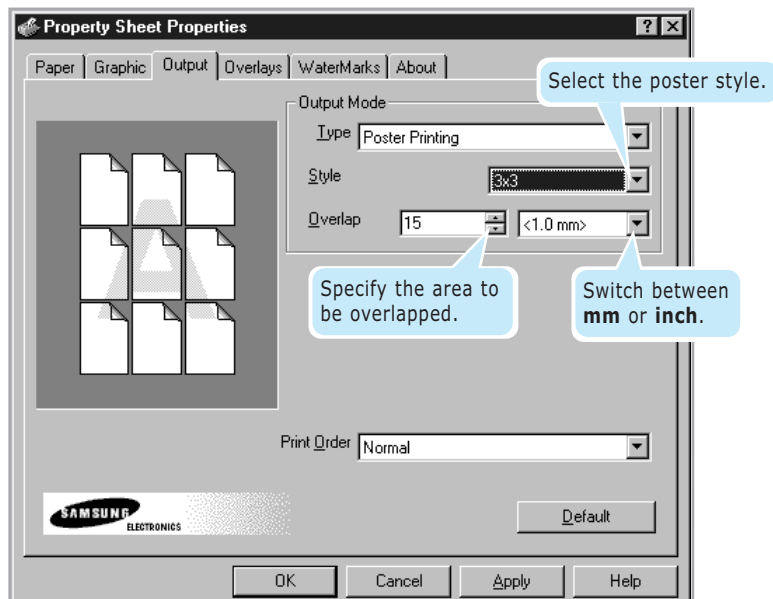 Property Sheet Properties
Paper Graphic Output Overlays WaterMarks About
Select the poster style.
Output Mode
Type Poster Printing
Style 3x3
Overlap 15 <1.0 mm>
Specify the area to
be overlapped.
Switch between
mm or inch.
Print Order Normal
SAMSUNG
ELECTRONICS
Default
OK Cancel Apply Help